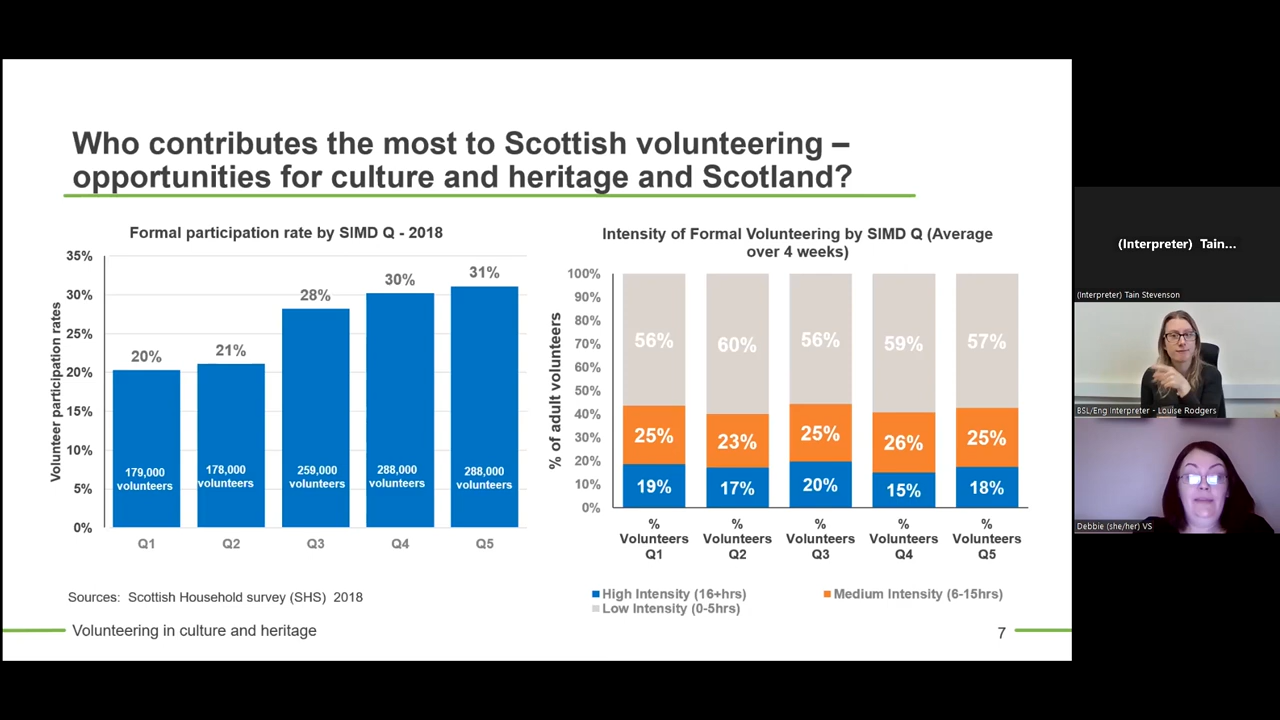 Who contributes the most to Scottish volunteering –
opportunities for culture and heritage and Scotland?
Formal participation rate by SIMD Q - 2018
Volunteer participation rates
35%
30%
25%
20%
15%
10%
5%
0%
20%
21%
28%
30%
31%
179,000
volunteers
178,000
volunteers
259,000
volunteers
288,000
volunteers
288,000
volunteers
Q1
Q2
Q3
Q4
Q5
Intensity of Formal Volunteering by SIMD Q (Average
over 4 weeks)
% of adult volunteers
100%
90%
80%
70%
60%
50%
40%
30%
20%
10%
0%
56%
60%
56%
59%
57%
25%
23%
25%
26%
25%
19%
17%
20%
15%
18%
%
Volunteers
Q1
%
Volunteers
Q2
%
Volunteers
Q3
%
Volunteers
Q4
%
Volunteers
Q5
High Intensity (16+hrs)
Medium Intensity (6-15hrs)
Low Intensity (0-5hrs)
Sources: Scottish Household survey (SHS) 2018
Volunteering in culture and heritage
7
(Interpreter) Tain...
(Interpreter) Tain Stevenson
BSL/Eng Interpreter - Louise Rodgers
Debbie (she/her) VS